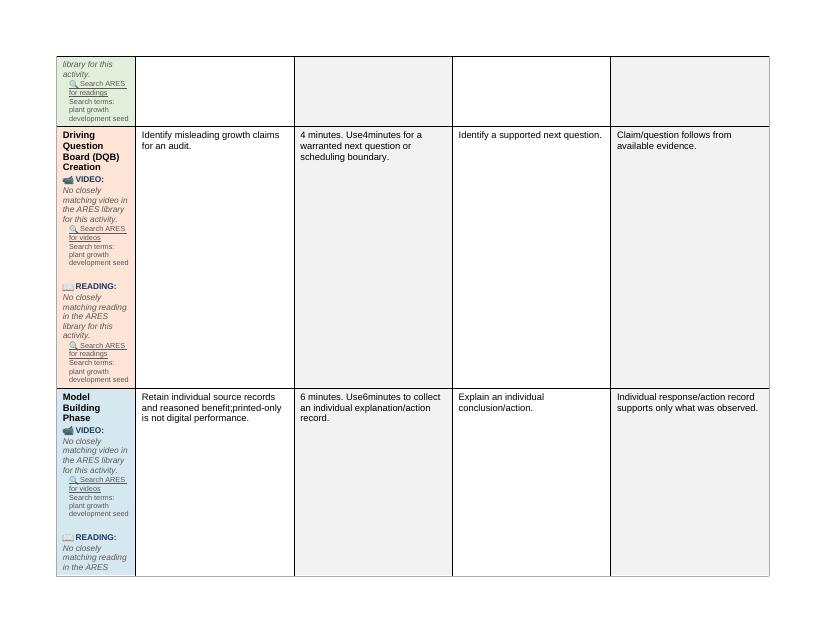 library for this
activity.
🔍 Search ARES
for readings
Search terms:
plant growth
development seed
Driving
Question
Board (DQB)
Creation
📹 VIDEO:
No closely
matching video in
the ARES library
for this activity.
🔍 Search ARES
for videos
Search terms:
plant growth
development seed
📖 READING:
No closely
matching reading
in the ARES
library for this
activity.
🔍 Search ARES
for readings
Search terms:
plant growth
development seed
Identify misleading growth claims
for an audit.
4 minutes. Use4minutes for a
warranted next question or
scheduling boundary.
Identify a supported next question.
Claim/question follows from
available evidence.
Model
Building
Phase
📹 VIDEO:
No closely
matching video in
the ARES library
for this activity.
🔍 Search ARES
for videos
Search terms:
plant growth
development seed
📖 READING:
No closely
matching reading
in the ARES
Retain individual source records
and reasoned benefit;printed-only
is not digital performance.
6 minutes. Use6minutes to collect
an individual explanation/action
record.
Explain an individual
conclusion/action.
Individual response/action record
supports only what was observed.